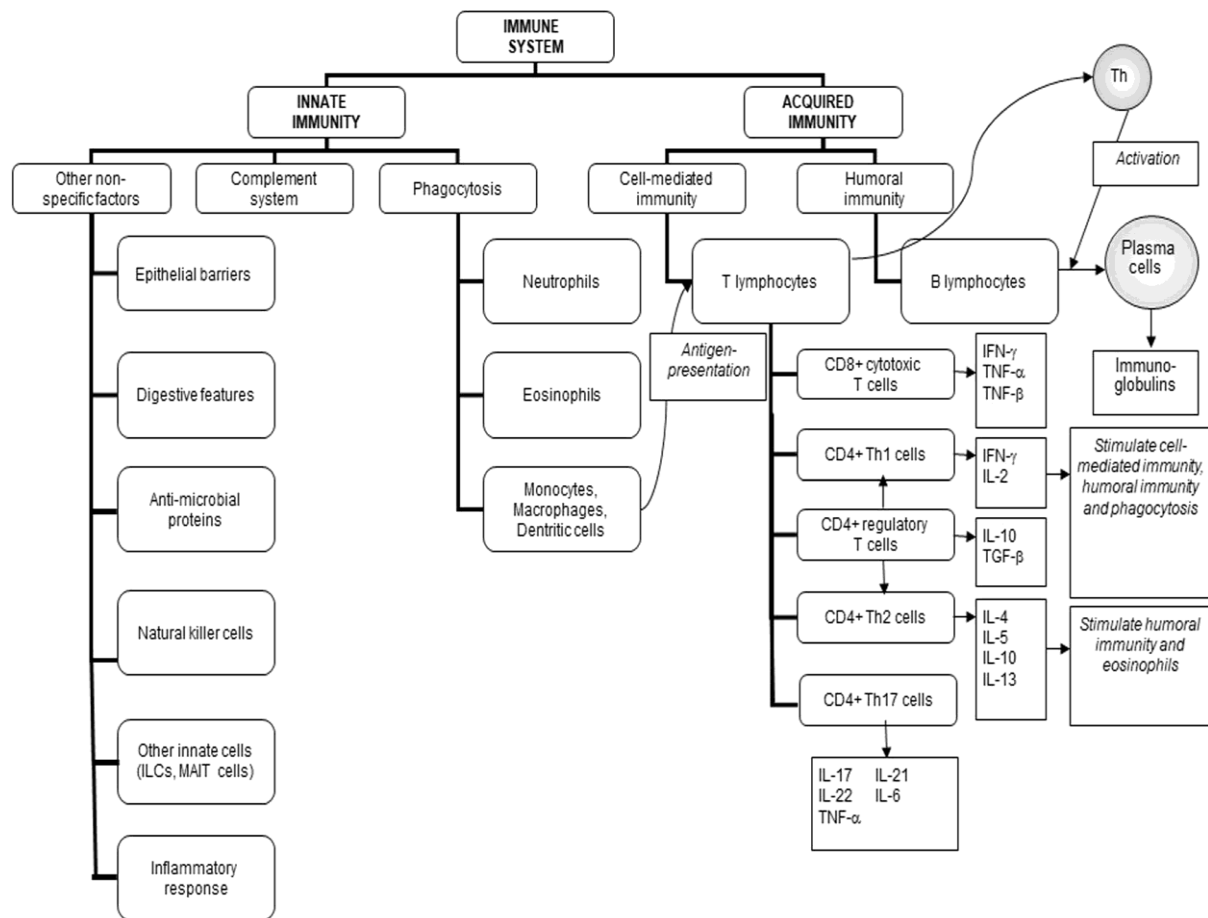 IMMUNE
SYSTEM
INNATE
IMMUNITY
ACQUIRED
IMMUNITY
Th
Activation
Other non-
specific factors
Complement
system
Phagocytosis
Cell-mediated
immunity
Humoral
immunity
Epithelial barriers
Digestive features
Anti-microbial
proteins
Natural killer cells
Other innate cells
(ILCs, MAIT cells)
Inflammatory
response
Neutrophils
Eosinophils
Monocytes,
Macrophages,
Dentritic cells
Antigen-
presentation
T lymphocytes
B lymphocytes
Plasma
cells
Immuno-
globulins
CD8+ cytotoxic
T cells
IFN-γ
TNF-α
TNF-β
CD4+ Th1 cells
IFN-γ
IL-2
Stimulate cell-
mediated immunity,
humoral immunity
and phagocytosis
CD4+ regulatory
T cells
IL-10
TGF-β
CD4+ Th2 cells
IL-4
IL-5
IL-10
IL-13
Stimulate humoral
immunity and
eosinophils
CD4+ Th17 cells
IL-17 IL-21
IL-22 IL-6
TNF-α